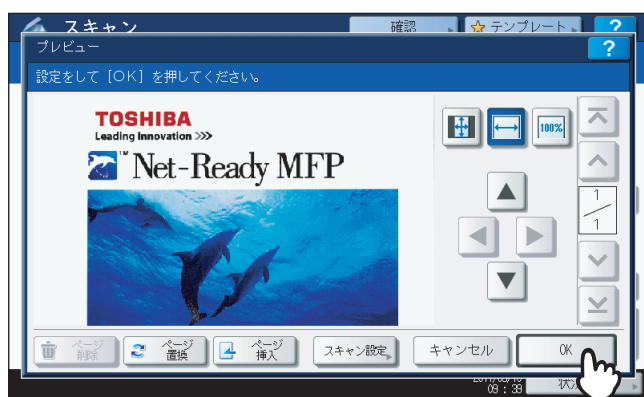 スキャン
確認
テンプレート
?
プレビュー
?
設定をして [OK] を押してください。
TOSHIBA
Leading Innovation >>>
Net-Ready MFP
TM
100%
1
1
ページ
削除
ページ
置換
ページ
挿入
スキャン設定
キャンセル
OK
09 : 39